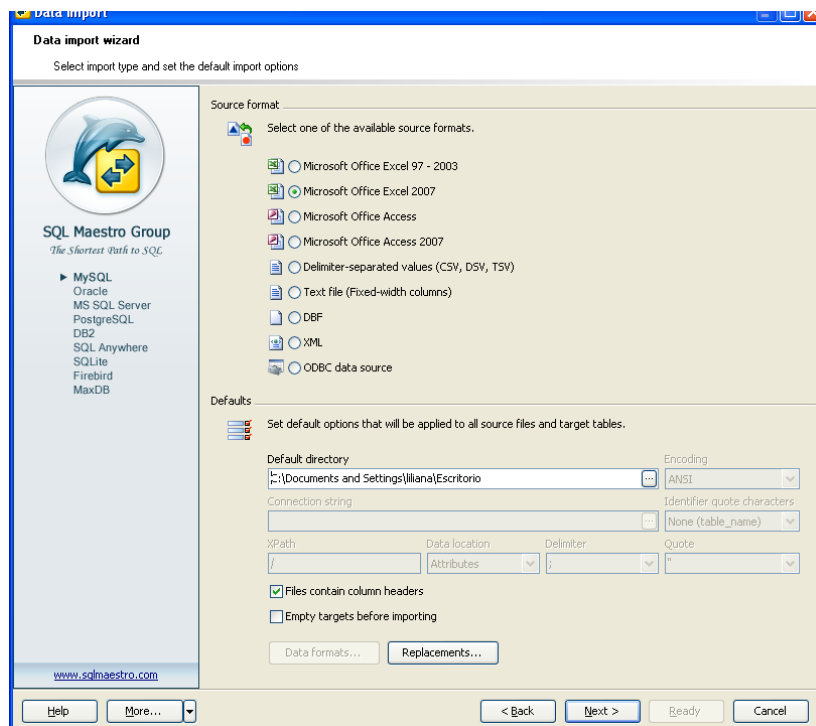 Data Import
Data import wizard
Select import type and set the default import options
SQL Maestro Group
The Shortest Path to SQL
MySQL
Oracle
MS SQL Server
PostgreSQL
DB2
SQL Anywhere
SQLite
Firebird
MaxDB
www.sqlmaestro.com
Source format
Select one of the available source formats.
Microsoft Office Excel 97 - 2003
Microsoft Office Excel 2007
Microsoft Office Access
Microsoft Office Access 2007
Delimiter-separated values (CSV, DSV, TSV)
Text file (Fixed-width columns)
DBF
XML
ODBC data source
Defaults
Set default options that will be applied to all source files and target tables.
Default directory Encoding
C:\Documents and Settings\liliana\Escritorio ... ANSI
Connection string Identifier quote characters
... None (table_name)
XPath Data location Delimiter Quote
/ Attributes ; "
Files contain column headers
Empty targets before importing
Data formats... Replacements...
Help More... < Back Next > Ready Cancel